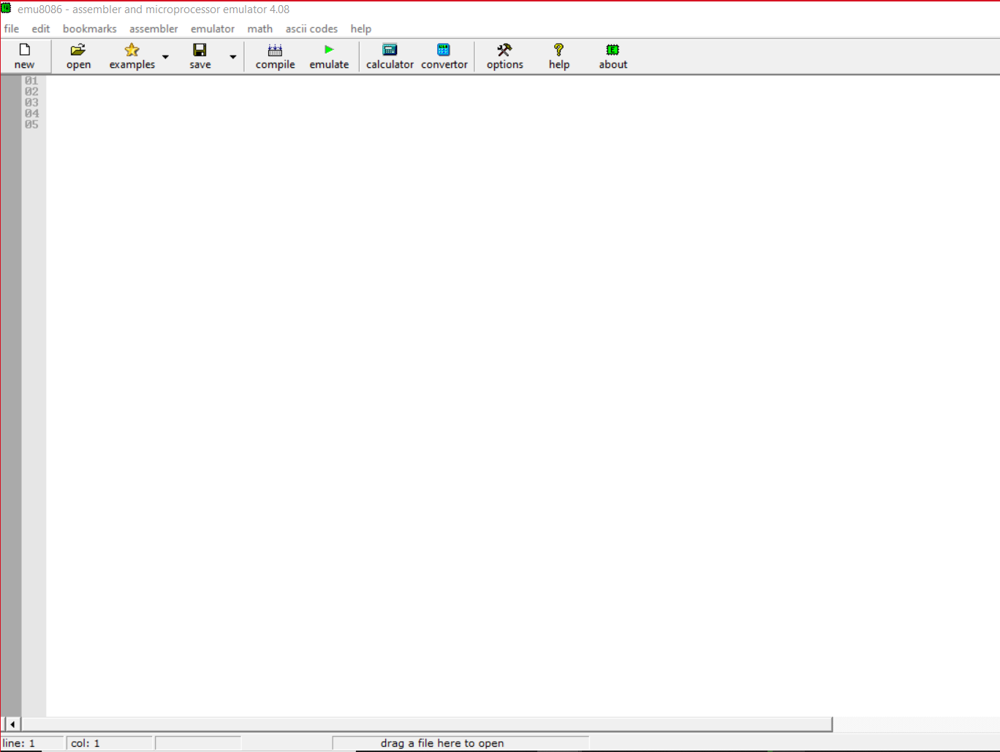 emu8086 - assembler and microprocessor emulator 4.08
file edit bookmarks assembler emulator math ascii codes help
new open examples save compile emulate calculator convertor options help about
01
02
03
04
05
line: 1 col: 1 drag a file here to open